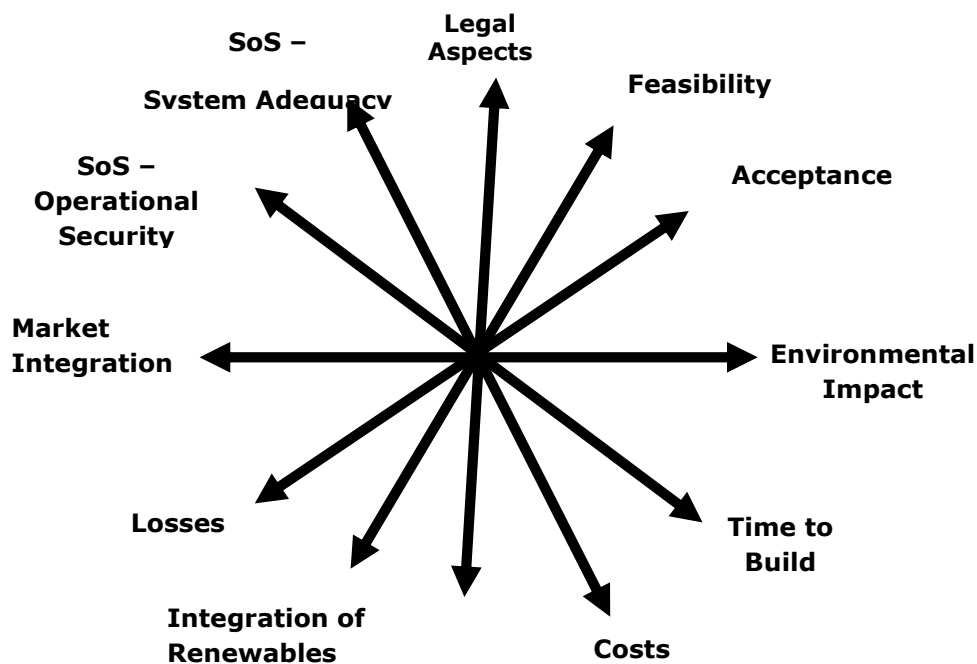 SoS –
System Adequacy
Legal
Aspects
Feasibility
Acceptance
Environmental
Impact
Time to
Build
Costs
Integration of
Renewables
Losses
Market
Integration
SoS –
Operational
Security